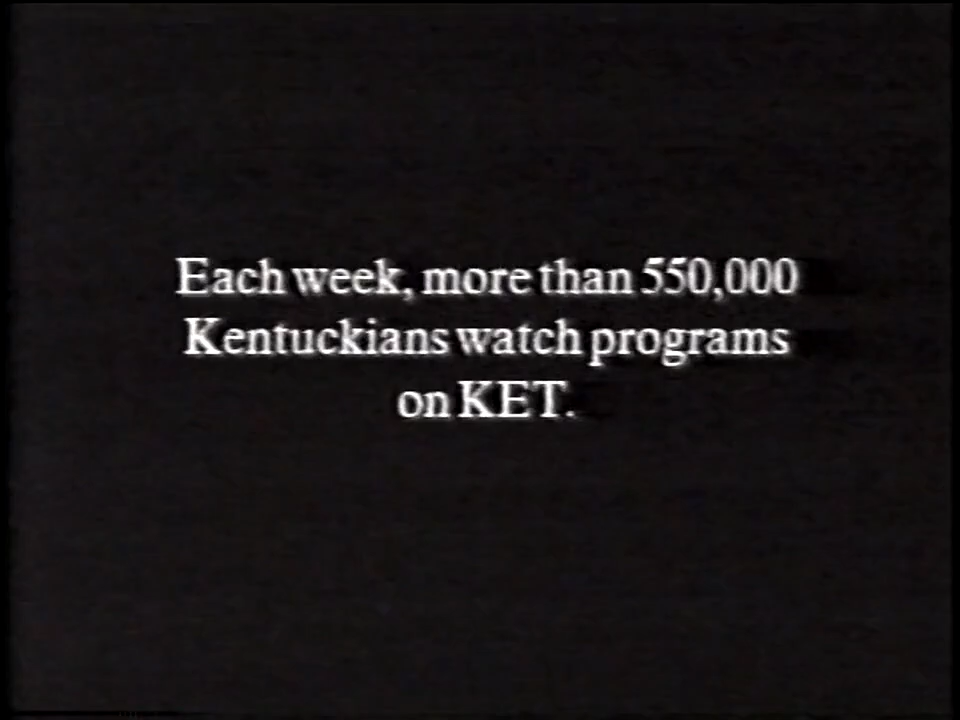 Each week, more than 550,000
Kentuckians watch programs
on KET.